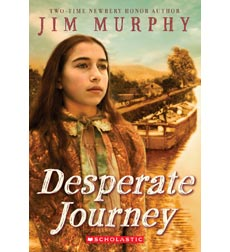 TWO-TIME NEWBERY HONOR AUTHOR
JIM MURPHY
Desperate
Journey
SCHOLASTIC